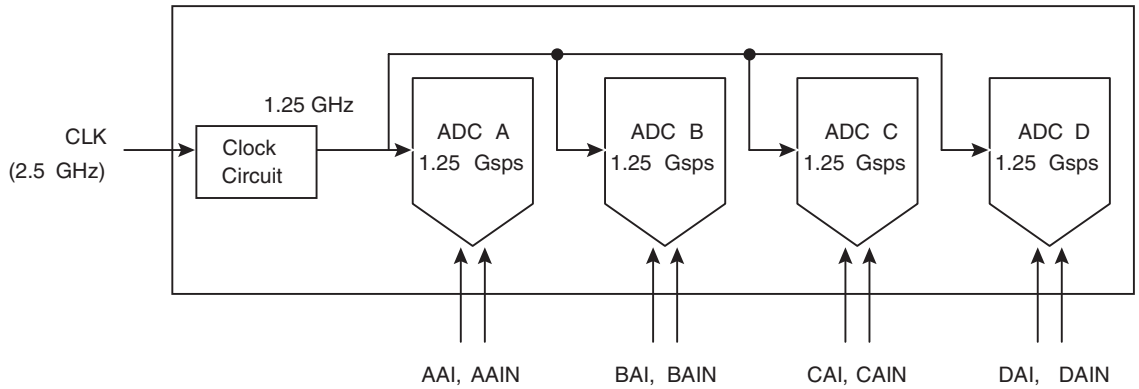 1.25 GHz
CLK
(2.5 GHz)
Clock
Circuit
ADC A
1.25 Gsps
ADC B
1.25 Gsps
ADC C
1.25 Gsps
ADC D
1.25 Gsps
AAI, AAIN
BAI, BAIN
CAI, CAIN
DAI, DAIN